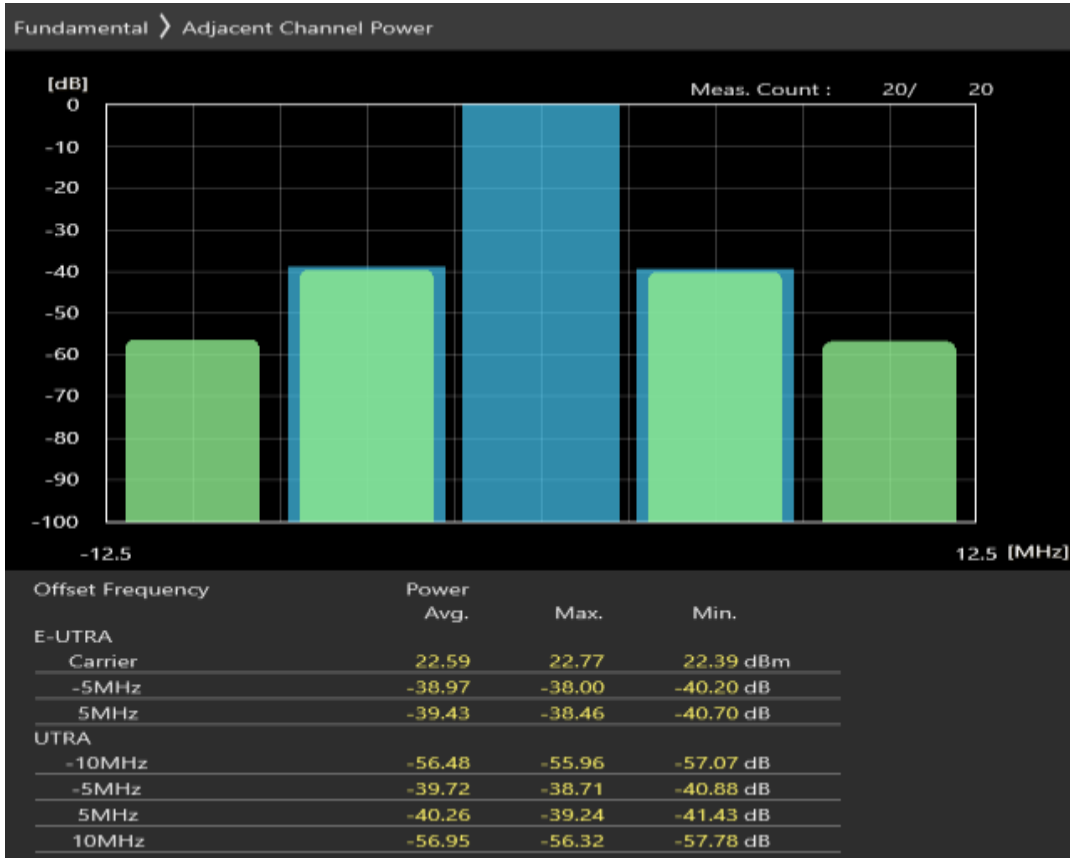 Fundamental 〉 Adjacent Channel Power
[dB]
Meas. Count : 20/ 20
0
-10
-20
-30
-40
-50
-60
-70
-80
-90
-100
-12.5 12.5 [MHz]
Offset Frequency Power
Avg. Max. Min.
E-UTRA
Carrier 22.59 22.77 22.39 dBm
-5MHz -38.97 -38.00 -40.20 dB
5MHz -39.43 -38.46 -40.70 dB
UTRA
-10MHz -56.48 -55.96 -57.07 dB
-5MHz -39.72 -38.71 -40.88 dB
5MHz -40.26 -39.24 -41.43 dB
10MHz -56.95 -56.32 -57.78 dB